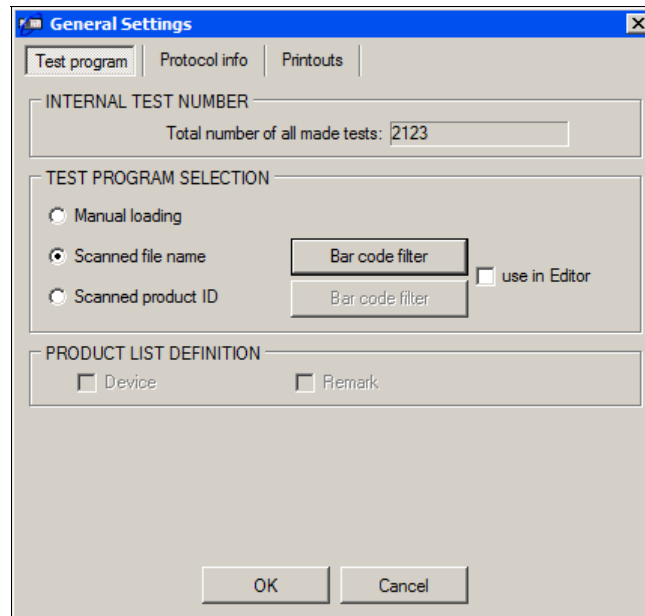 General Settings
Test program Protocol info Printouts
INTERNAL TEST NUMBER
Total number of all made tests: 2123
TEST PROGRAM SELECTION
Manual loading
Scanned file name Bar code filter
use in Editor
Scanned product ID Bar code filter
PRODUCT LIST DEFINITION
Device Remark
OK Cancel